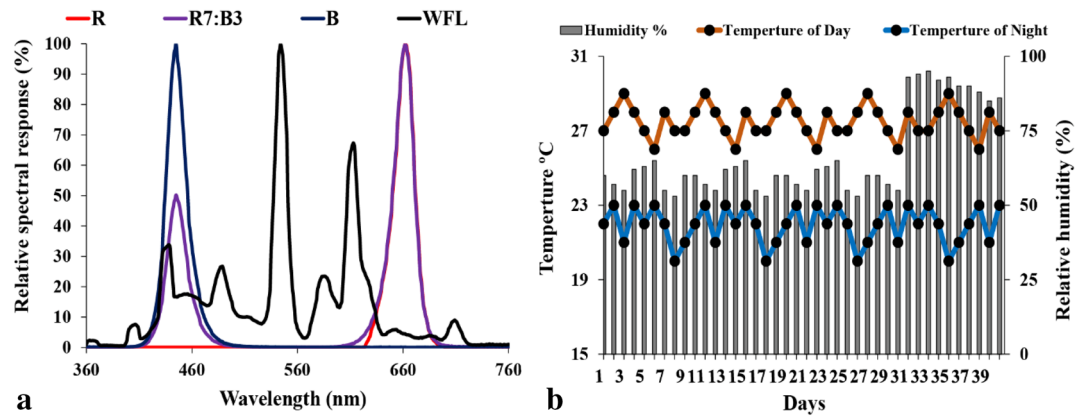 R R7:B3 B WFL
Relative spectral response (%)
100
90
80
70
60
50
40
30
20
10
0
360 460 560 660 760
Wavelength (nm)
a
Humidity % Temperture of Day Temperture of Night
Temperture ºC
31
27
23
19
15
100
75
50
25
0
Relative humidity (%)
1 3 5 7 9 11 13 15 17 19 21 23 25 27 29 31 33 35 37 39
Days
b